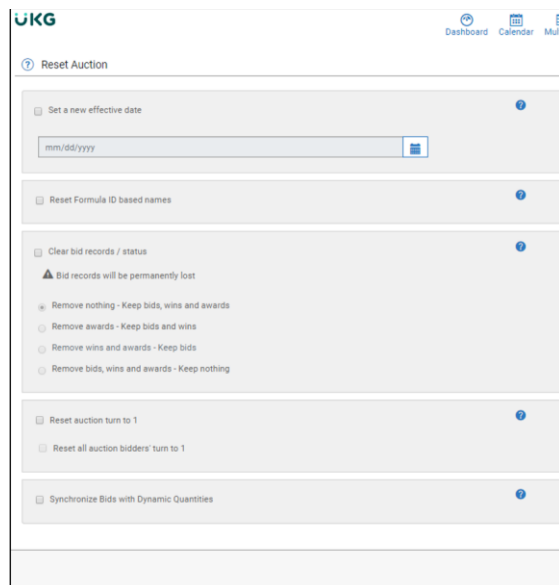 UKG
Dashboard Calendar
Reset Auction
Set a new effective date
mm/dd/yyyy
Reset Formula ID based names
Clear bid records / status
Bid records will be permanently lost
Remove nothing - Keep bids, wins and awards
Remove awards - Keep bids and wins
Remove wins and awards - Keep bids
Remove bids, wins and awards - Keep nothing
Reset auction turn to 1
Reset all auction bidders' turn to 1
Synchronize Bids with Dynamic Quantities